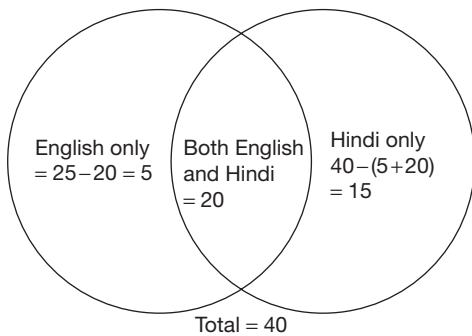 English only
= 25−20 = 5
Both English
and Hindi
= 20
Hindi only
40−(5+20)
= 15
Total = 40